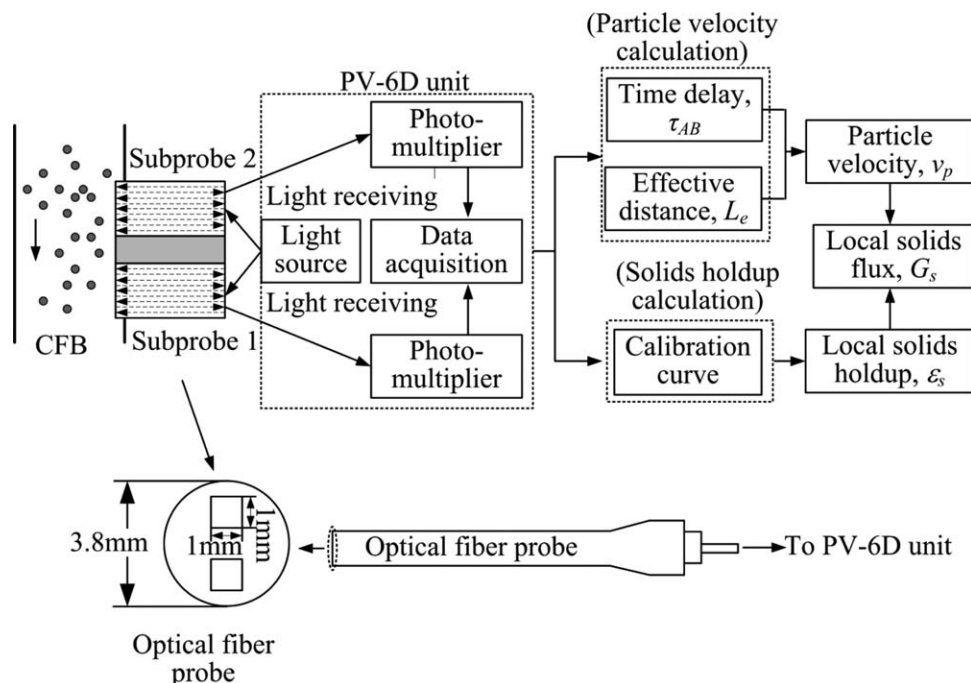 (Particle velocity
calculation)
PV-6D unit
Time delay,
τAB
Photo-
multiplier
Particle
velocity, vp
Subprobe 2
Light receiving
Effective
distance, Le
Light
source
Data
acquisition
Local solids
flux, Gs
(Solids holdup
calculation)
Light receiving
CFB
Subprobe 1
Photo-
multiplier
Calibration
curve
Local solids
holdup, εs
3.8mm
1mm
1mm
Optical fiber probe
To PV-6D
unit
Optical fiber
probe